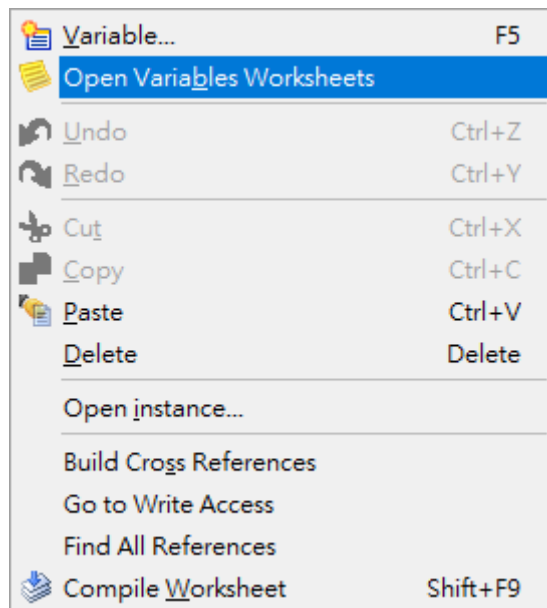 Variable... F5
Open Variables Worksheets
Undo Ctrl+Z
Redo Ctrl+Y
Cut Ctrl+X
Copy Ctrl+C
Paste Ctrl+V
Delete Delete
Open instance...
Build Cross References
Go to Write Access
Find All References
Compile Worksheet Shift+F9